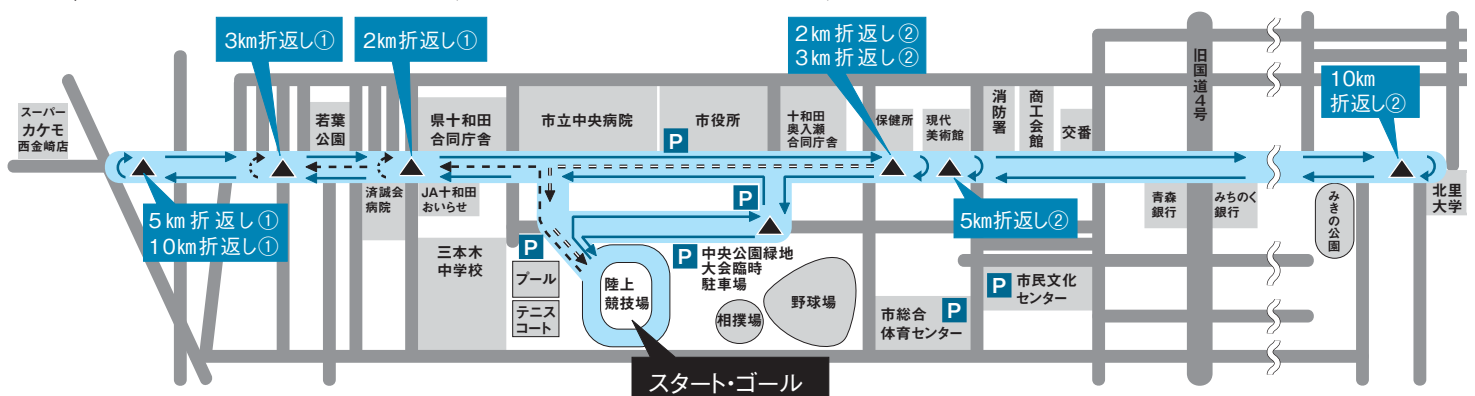 3km折返し①
2km折返し①
2km折返し②
3km折返し②
10km
折返し②
スーパー
カケモ
西金崎店
若葉
公園
県十和田
合同庁舎
市立中央病院
市役所
P
十和田
奥入瀬
合同庁舎
保健所
現代
美術館
消防署
商工会館
交番
旧国道4号
5km折返し①
10km折返し①
済誠会
病院
JA十和田
おいらせ
P
5km折返し②
青森
銀行
みちのく
銀行
みきの公園
北里
大学
三本木
中学校
P
プール
テニス
コート
陸上
競技場
P
中央公園緑地
大会臨時
駐車場
相撲場
野球場
市総合
体育センター
P
P
市民文化
センター
スタート・ゴール